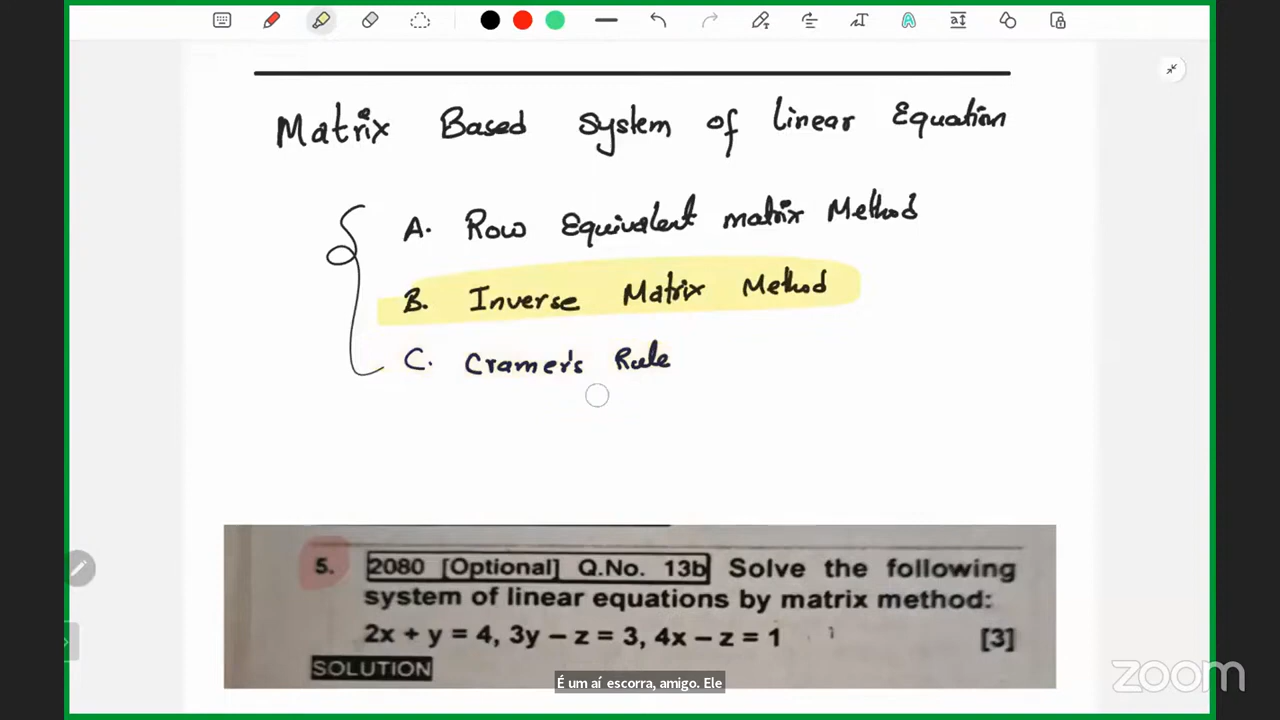 Matrix Based System of linear Equation
A. Row Equivalent matrix Method
B. Inverse Matrix Method
C. Cramer's Rule
5. 2080 [Optional] Q.No. 13b Solve the following
system of linear equations by matrix method:
2x + y = 4, 3y – z = 3, 4x – z = 1 [3]
SOLUTION
É um aí escorra, amigo. Ele
zoom